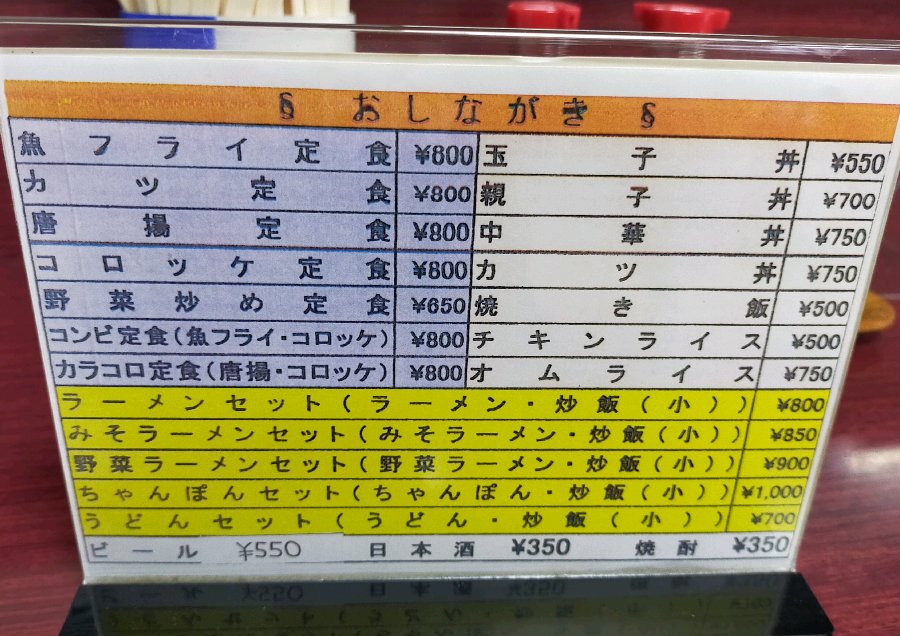 § おしながき §
魚フライ定食 ¥800 玉子丼 ¥550
カツ定食 ¥800 親子丼 ¥700
唐揚定食 ¥800 中華丼 ¥750
コロッケ定食 ¥800 カツ丼 ¥750
野菜炒め定食 ¥650 焼き飯 ¥500
コンビ定食(魚フライ・コロッケ) ¥800 チキンライス ¥500
カラコロ定食(唐揚・コロッケ) ¥800 オムライス ¥750
ラーメンセット(ラーメン・炒飯(小)) ¥800
みそラーメンセット(みそラーメン・炒飯(小)) ¥850
野菜ラーメンセット(野菜ラーメン・炒飯(小)) ¥900
ちゃんぽんセット(ちゃんぽん・炒飯(小)) ¥1,000
うどんセット(うどん・炒飯(小)) ¥700
ビール ¥550 日本酒 ¥350 焼酎 ¥350